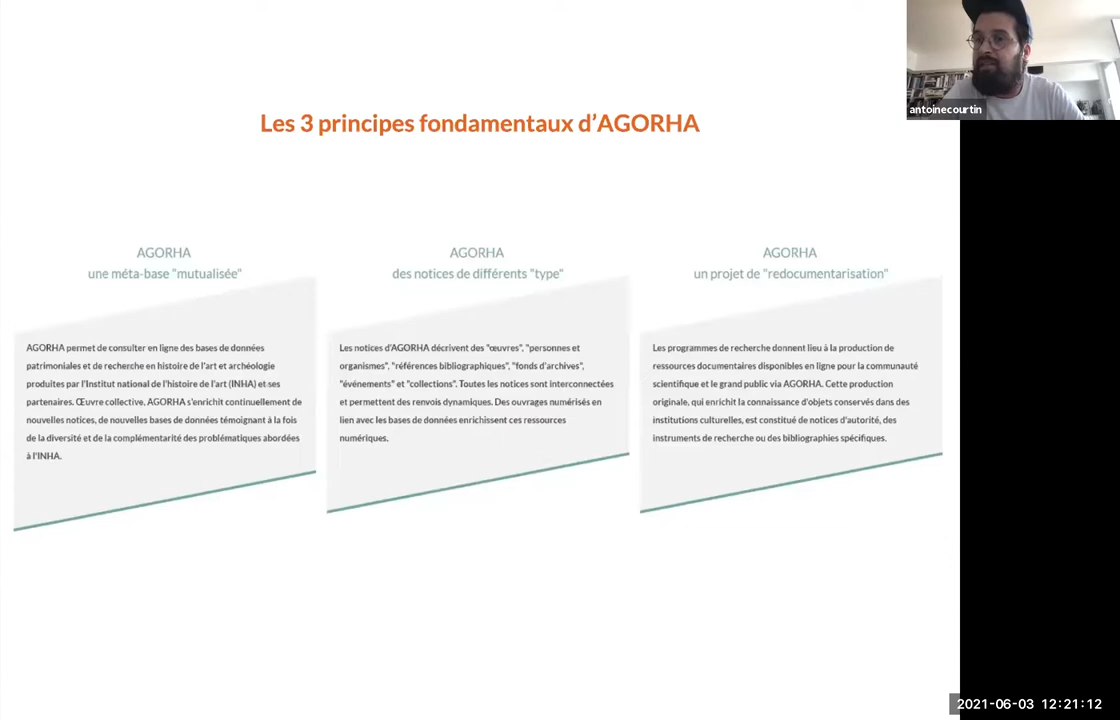 antoinecourtin
Les 3 principes fondamentaux d'AGORHA
AGORHA
une méta-base "mutualisée"
AGORHA permet de consulter en ligne des bases de données
patrimoniales et de recherche en histoire de l'art et archéologie
produites par l'Institut national de l'histoire de l'art (INHA) et ses
partenaires. Œuvre collective, AGORHA s'enrichit continuellement de
nouvelles notices, de nouvelles bases de données témoignant à la fois
de la diversité et de la complémentarité des problématiques abordées
à l'INHA.
AGORHA
des notices de différents "type"
Les notices d'AGORHA décrivent des "œuvres", "personnes et
organismes", "références bibliographiques", "fonds d'archives",
"événements" et "collections". Toutes les notices sont interconnectées
et permettent des renvois dynamiques. Des ouvrages numérisés en
lien avec les bases de données enrichissent ces ressources
numériques.
AGORHA
un projet de "redocumentarisation"
Les programmes de recherche donnent lieu à la production de
ressources documentaires disponibles en ligne pour la communauté
scientifique et le grand public via AGORHA. Cette production
originale, qui enrichit la connaissance d'objets conservés dans des
institutions culturelles, est constitué de notices d'autorité, des
instruments de recherche ou des bibliographies spécifiques.
2021-06-03 12:21:12